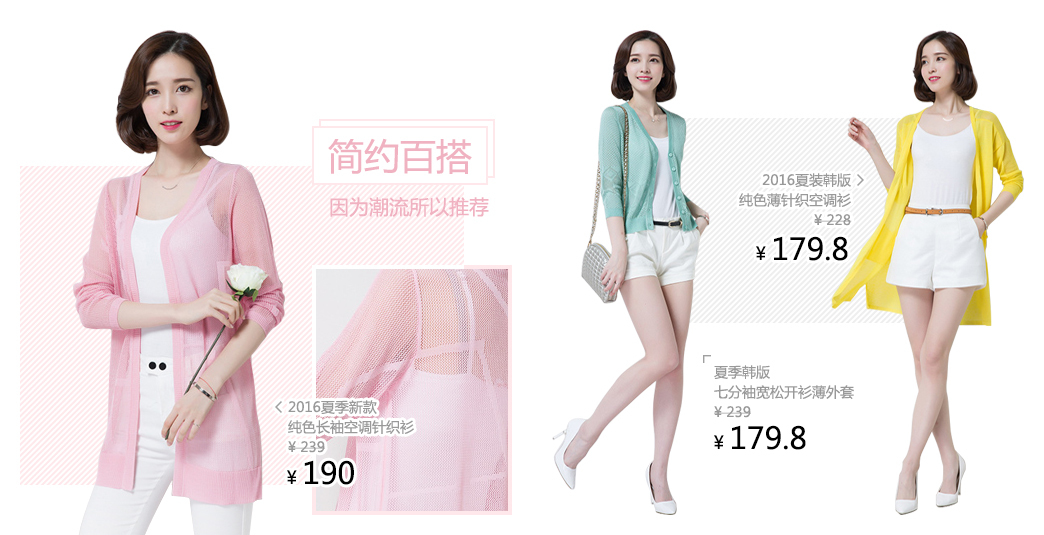 简约百搭
因为潮流所以推荐
2016夏季新款
纯色长袖空调针织衫
¥ 239
¥ 190
2016夏装韩版
纯色薄针织空调衫
¥ 228
¥ 179.8
夏季韩版
七分袖宽松开衫薄外套
¥ 239
¥ 179.8